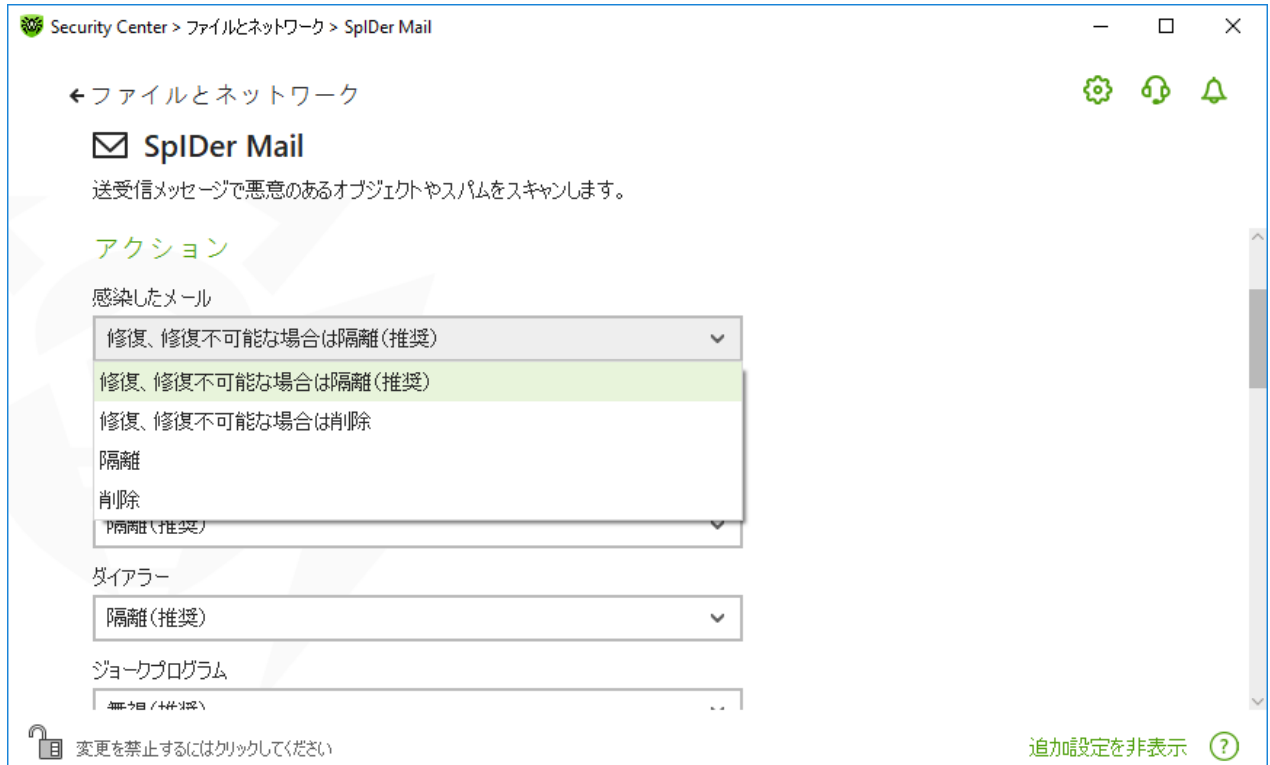 Security Center > ファイルとネットワーク > SpIDer Mail
ファイルとネットワーク
SpIDer Mail
送受信メッセージで悪意のあるオブジェクトやスパムをスキャンします。
アクション
感染したメール
修復、修復不可能な場合は隔離(推奨)
修復、修復不可能な場合は隔離(推奨)
修復、修復不可能な場合は削除
隔離
削除
隔離(推奨)
ダイアラー
隔離(推奨)
ジョークプログラム
無視(推奨)
変更を禁止するにはクリックしてください
追加設定を非表示 ?